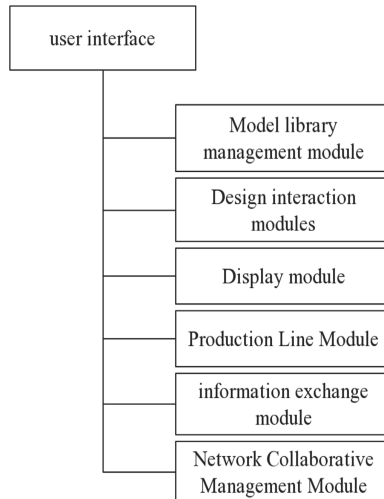 user interface
Model library
management module
Design interaction
modules
Display module
Production Line Module
information exchange
module
Network Collaborative
Management Module